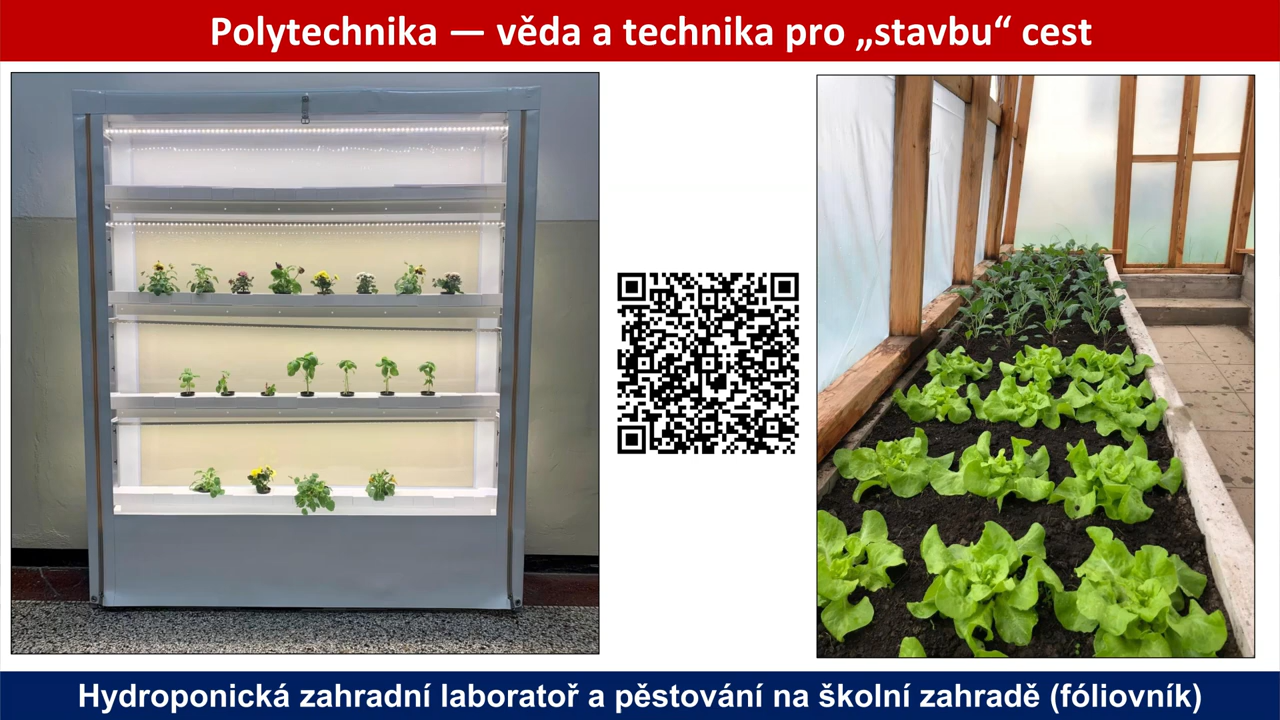 Polytechnika — věda a technika pro „stavbu“ cest
Hydroponická zahradní laboratoř a pěstování na školní zahradě (fóliovník)